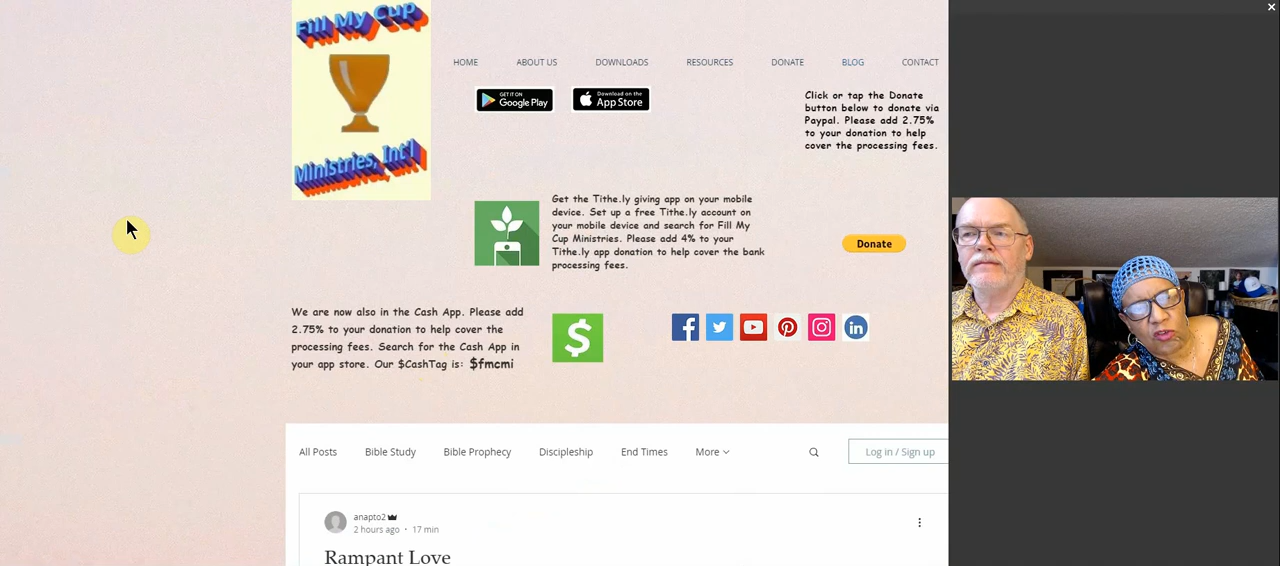 Fill My Cup
Ministries, Int'l
HOME ABOUT US DOWNLOADS RESOURCES DONATE BLOG CONTACT
GET IT ON
Google Play
Download on the
App Store
Click or tap the Donate
button below to donate via
Paypal. Please add 2.75%
to your donation to help
cover the processing fees.
Get the Tithe.ly giving app on your mobile
device. Set up a free Tithe.ly account on
your mobile device and search for Fill My
Cup Ministries. Please add 4% to your
Tithe.ly app donation to help cover the bank
processing fees.
Donate
We are now also in the Cash App. Please add
2.75% to your donation to help cover the
processing fees. Search for the Cash App in
your app store. Our $CashTag is: $fmcmi
All Posts Bible Study Bible Prophecy Discipleship End Times More
Log in / Sign up
anapto2
2 hours ago · 17 min
Rampant Love